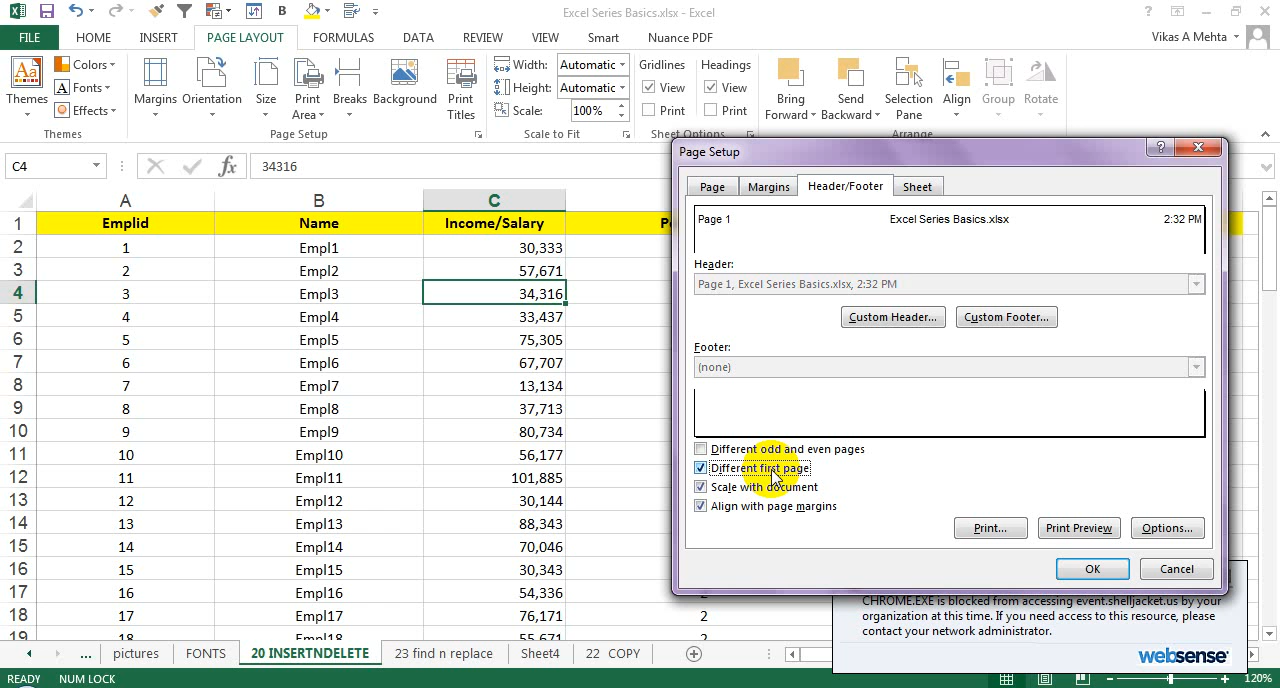 Excel Series Basics.xlsx - Excel
FILE HOME INSERT PAGE LAYOUT FORMULAS DATA REVIEW VIEW Smart Nuance PDF Vikas A Mehta
Themes Colors Fonts Effects
Margins Orientation Size Print Area Breaks Background Print Titles
Width: Automatic
Height: Automatic
Scale: 100%
Gridlines Headings
View View
Print Print
Bring Forward Send Backward Selection Pane Align Group Rotate
Themes Page Setup Scale to Fit Sheet Options Arrange
C4 fx 34316
A B C
1 Emplid Name Income/Salary
2 1 Empl1 30,333
3 2 Empl2 57,671
4 3 Empl3 34,316
5 4 Empl4 33,437
6 5 Empl5 75,305
7 6 Empl6 67,707
8 7 Empl7 13,134
9 8 Empl8 37,713
10 9 Empl9 80,734
11 10 Empl10 56,177
12 11 Empl11 101,885
13 12 Empl12 30,144
14 13 Empl13 88,343
15 14 Empl14 70,046
16 15 Empl15 30,343
17 16 Empl16 54,336
18 17 Empl17 76,171 2
19 18 Empl18 55,671 2
Page Setup
Page Margins Header/Footer Sheet
Page 1 Excel Series Basics.xlsx 2:32 PM
Header:
Page 1, Excel Series Basics.xlsx, 2:32 PM
Custom Header... Custom Footer...
Footer:
(none)
Different odd and even pages
Different first page
Scale with document
Align with page margins
Print... Print Preview Options...
OK Cancel
CHROME.EXE is blocked from accessing event.shelljacket.us by your
organization at this time. If you need access to this resource, please
contact your network administrator.
websense
... pictures FONTS 20 INSERTNDELETE 23 find n replace Sheet4 22 COPY
READY NUM LOCK 120%